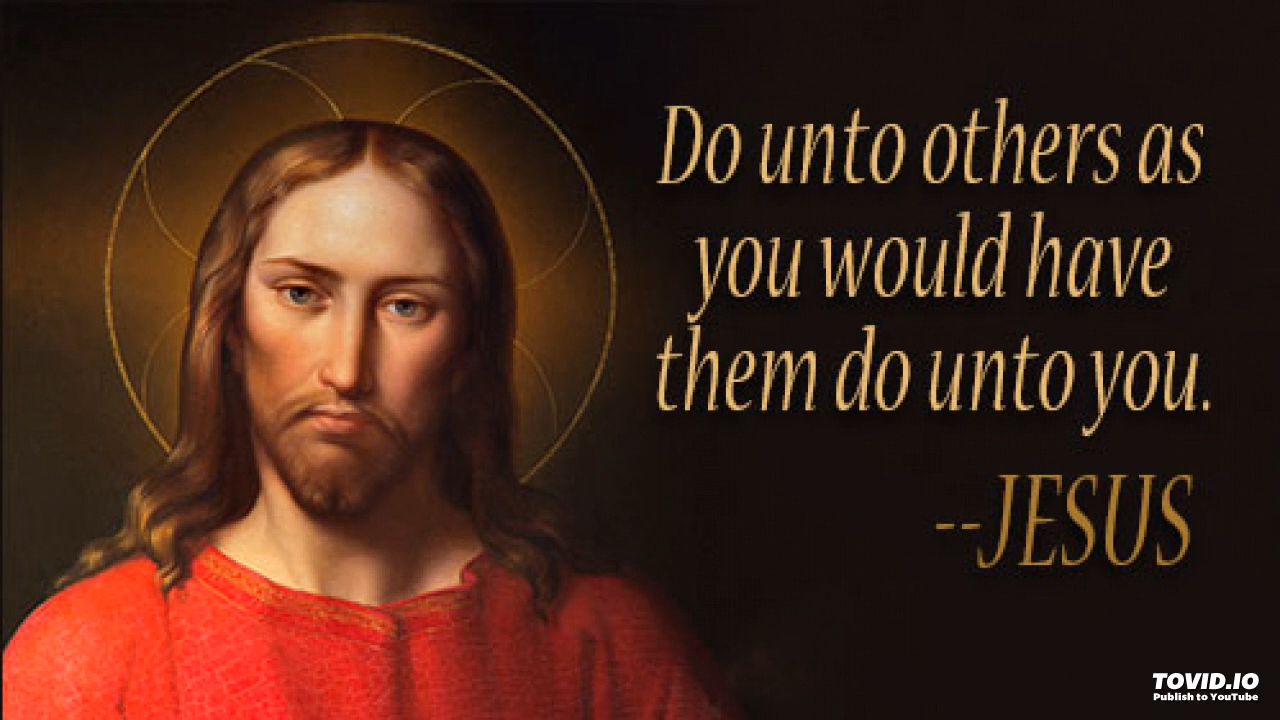 Do unto others as
you would have
them do unto you.
--JESUS
TOVID.IO
Publish to YouTube